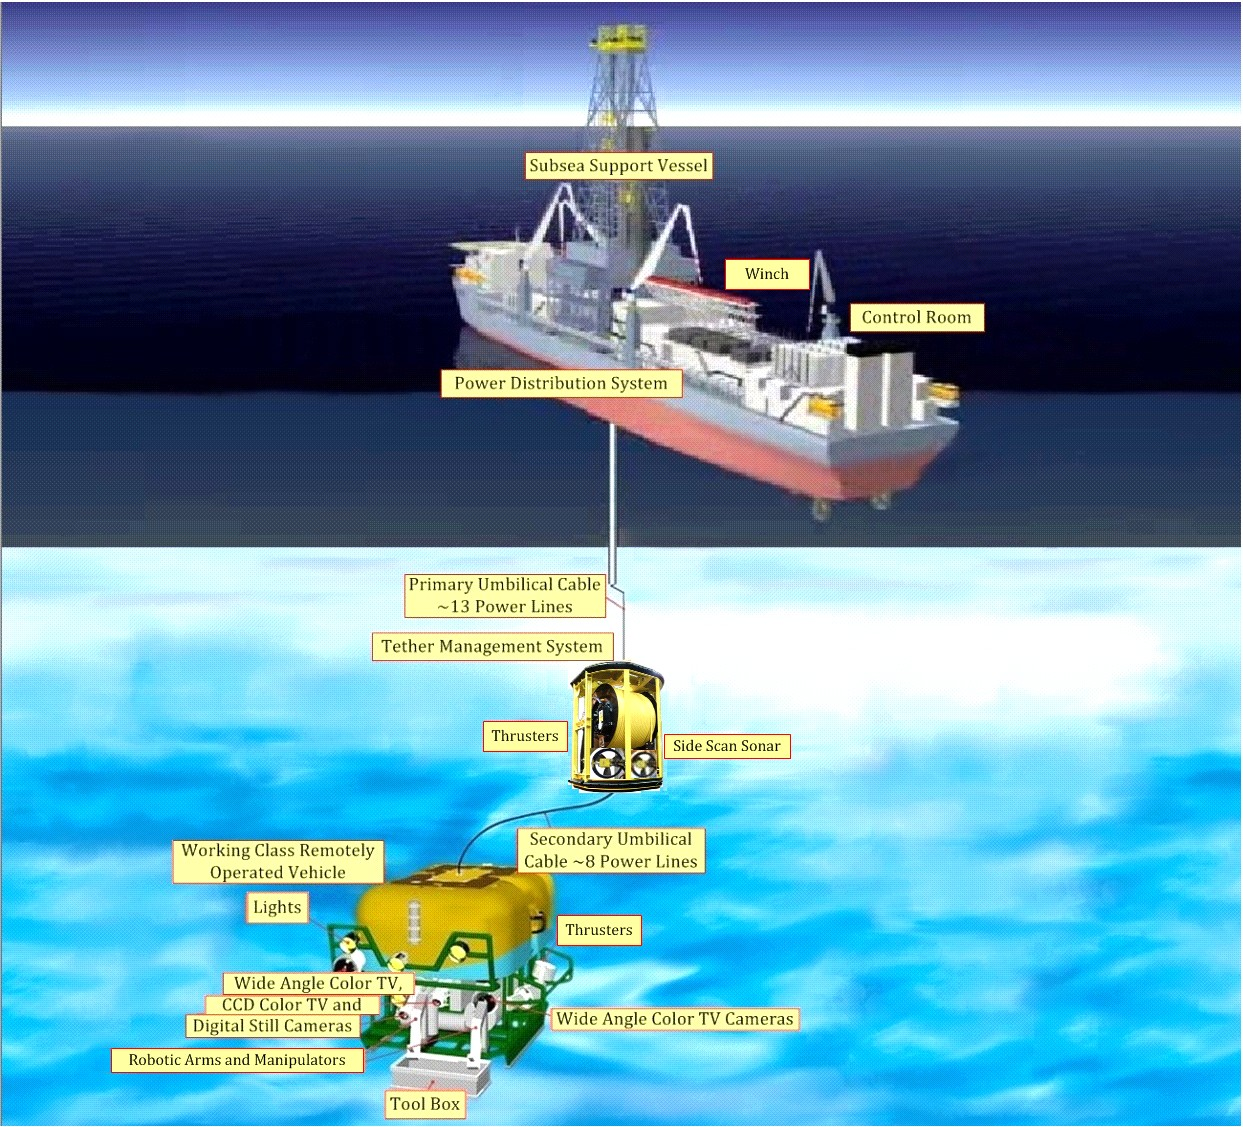 Subsea Support Vessel
Winch
Control Room
Power Distribution System
Primary Umbilical Cable
~13 Power Lines
Tether Management System
Thrusters
Side Scan Sonar
Secondary Umbilical
Cable ~8 Power Lines
Working Class Remotely
Operated Vehicle
Lights
Thrusters
Wide Angle Color TV,
CCD Color TV and
Digital Still Cameras
Wide Angle Color TV Cameras
Robotic Arms and Manipulators
Tool Box